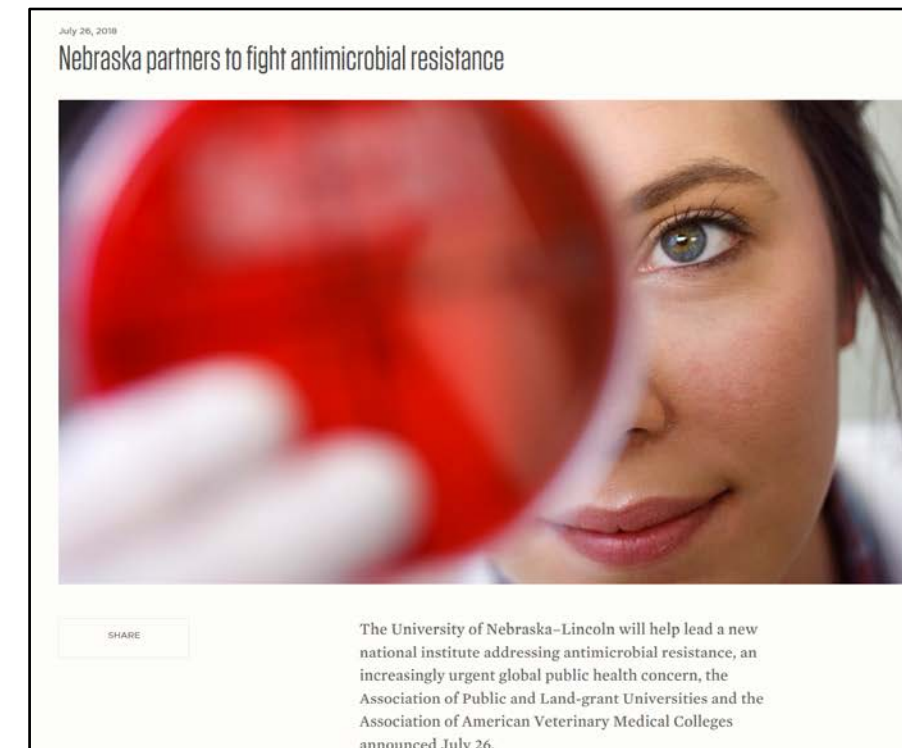 July 26, 2018
Nebraska partners to fight antimicrobial resistance
SHARE
The University of Nebraska–Lincoln will help lead a new
national institute addressing antimicrobial resistance, an
increasingly urgent global public health concern, the
Association of Public and Land-grant Universities and the
Association of American Veterinary Medical Colleges
announced July 26.